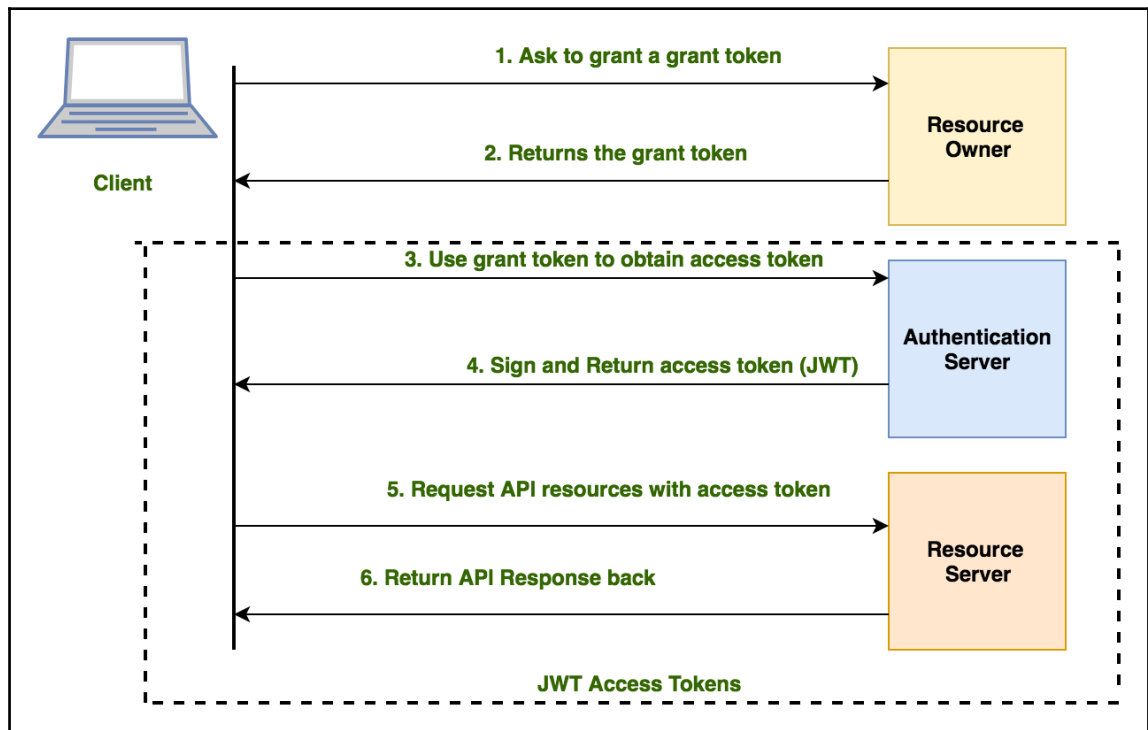 1. Ask to grant a grant token
Resource
Owner
2. Returns the grant token
Client
3. Use grant token to obtain access token
Authentication
Server
4. Sign and Return access token (JWT)
5. Request API resources with access token
Resource
Server
6. Return API Response back
JWT Access Tokens